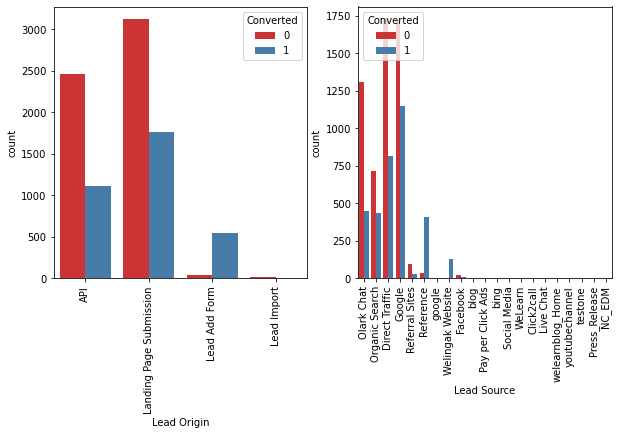 Converted
0
1
3000
2500
2000
1500
1000
500
0
count
API
Landing Page Submission
Lead Add Form
Lead Import
Lead Origin
Converted
0
1
1750
1500
1250
1000
750
500
250
0
count
Olark Chat
Organic Search
Direct Traffic
Google
Referral Sites
Reference
google
Welingak Website
Facebook
blog
Pay per Click Ads
bing
Social Media
WeLearn
Click2call
Live Chat
welearnblog_Home
youtubechannel
testone
Press_Release
NC_EDM
Lead Source